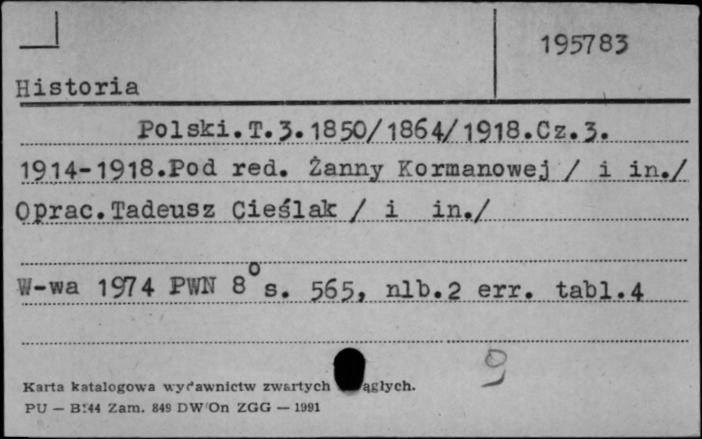 195783
Historia
Polski.T.3.1850/1864/1918.Cz.3.
1914-1918.Pod red. Żanny Kormanowej / i in./
Oprac.Tadeusz Cieślak / i in./
W-wa 1974 PWN 8° s. 565, nlb.2 err. tabl.4
9
Karta katalogowa wydawnictw zwartych ągłych.
PU — B/44 Zam. 849 DW/On ZGG — 1991